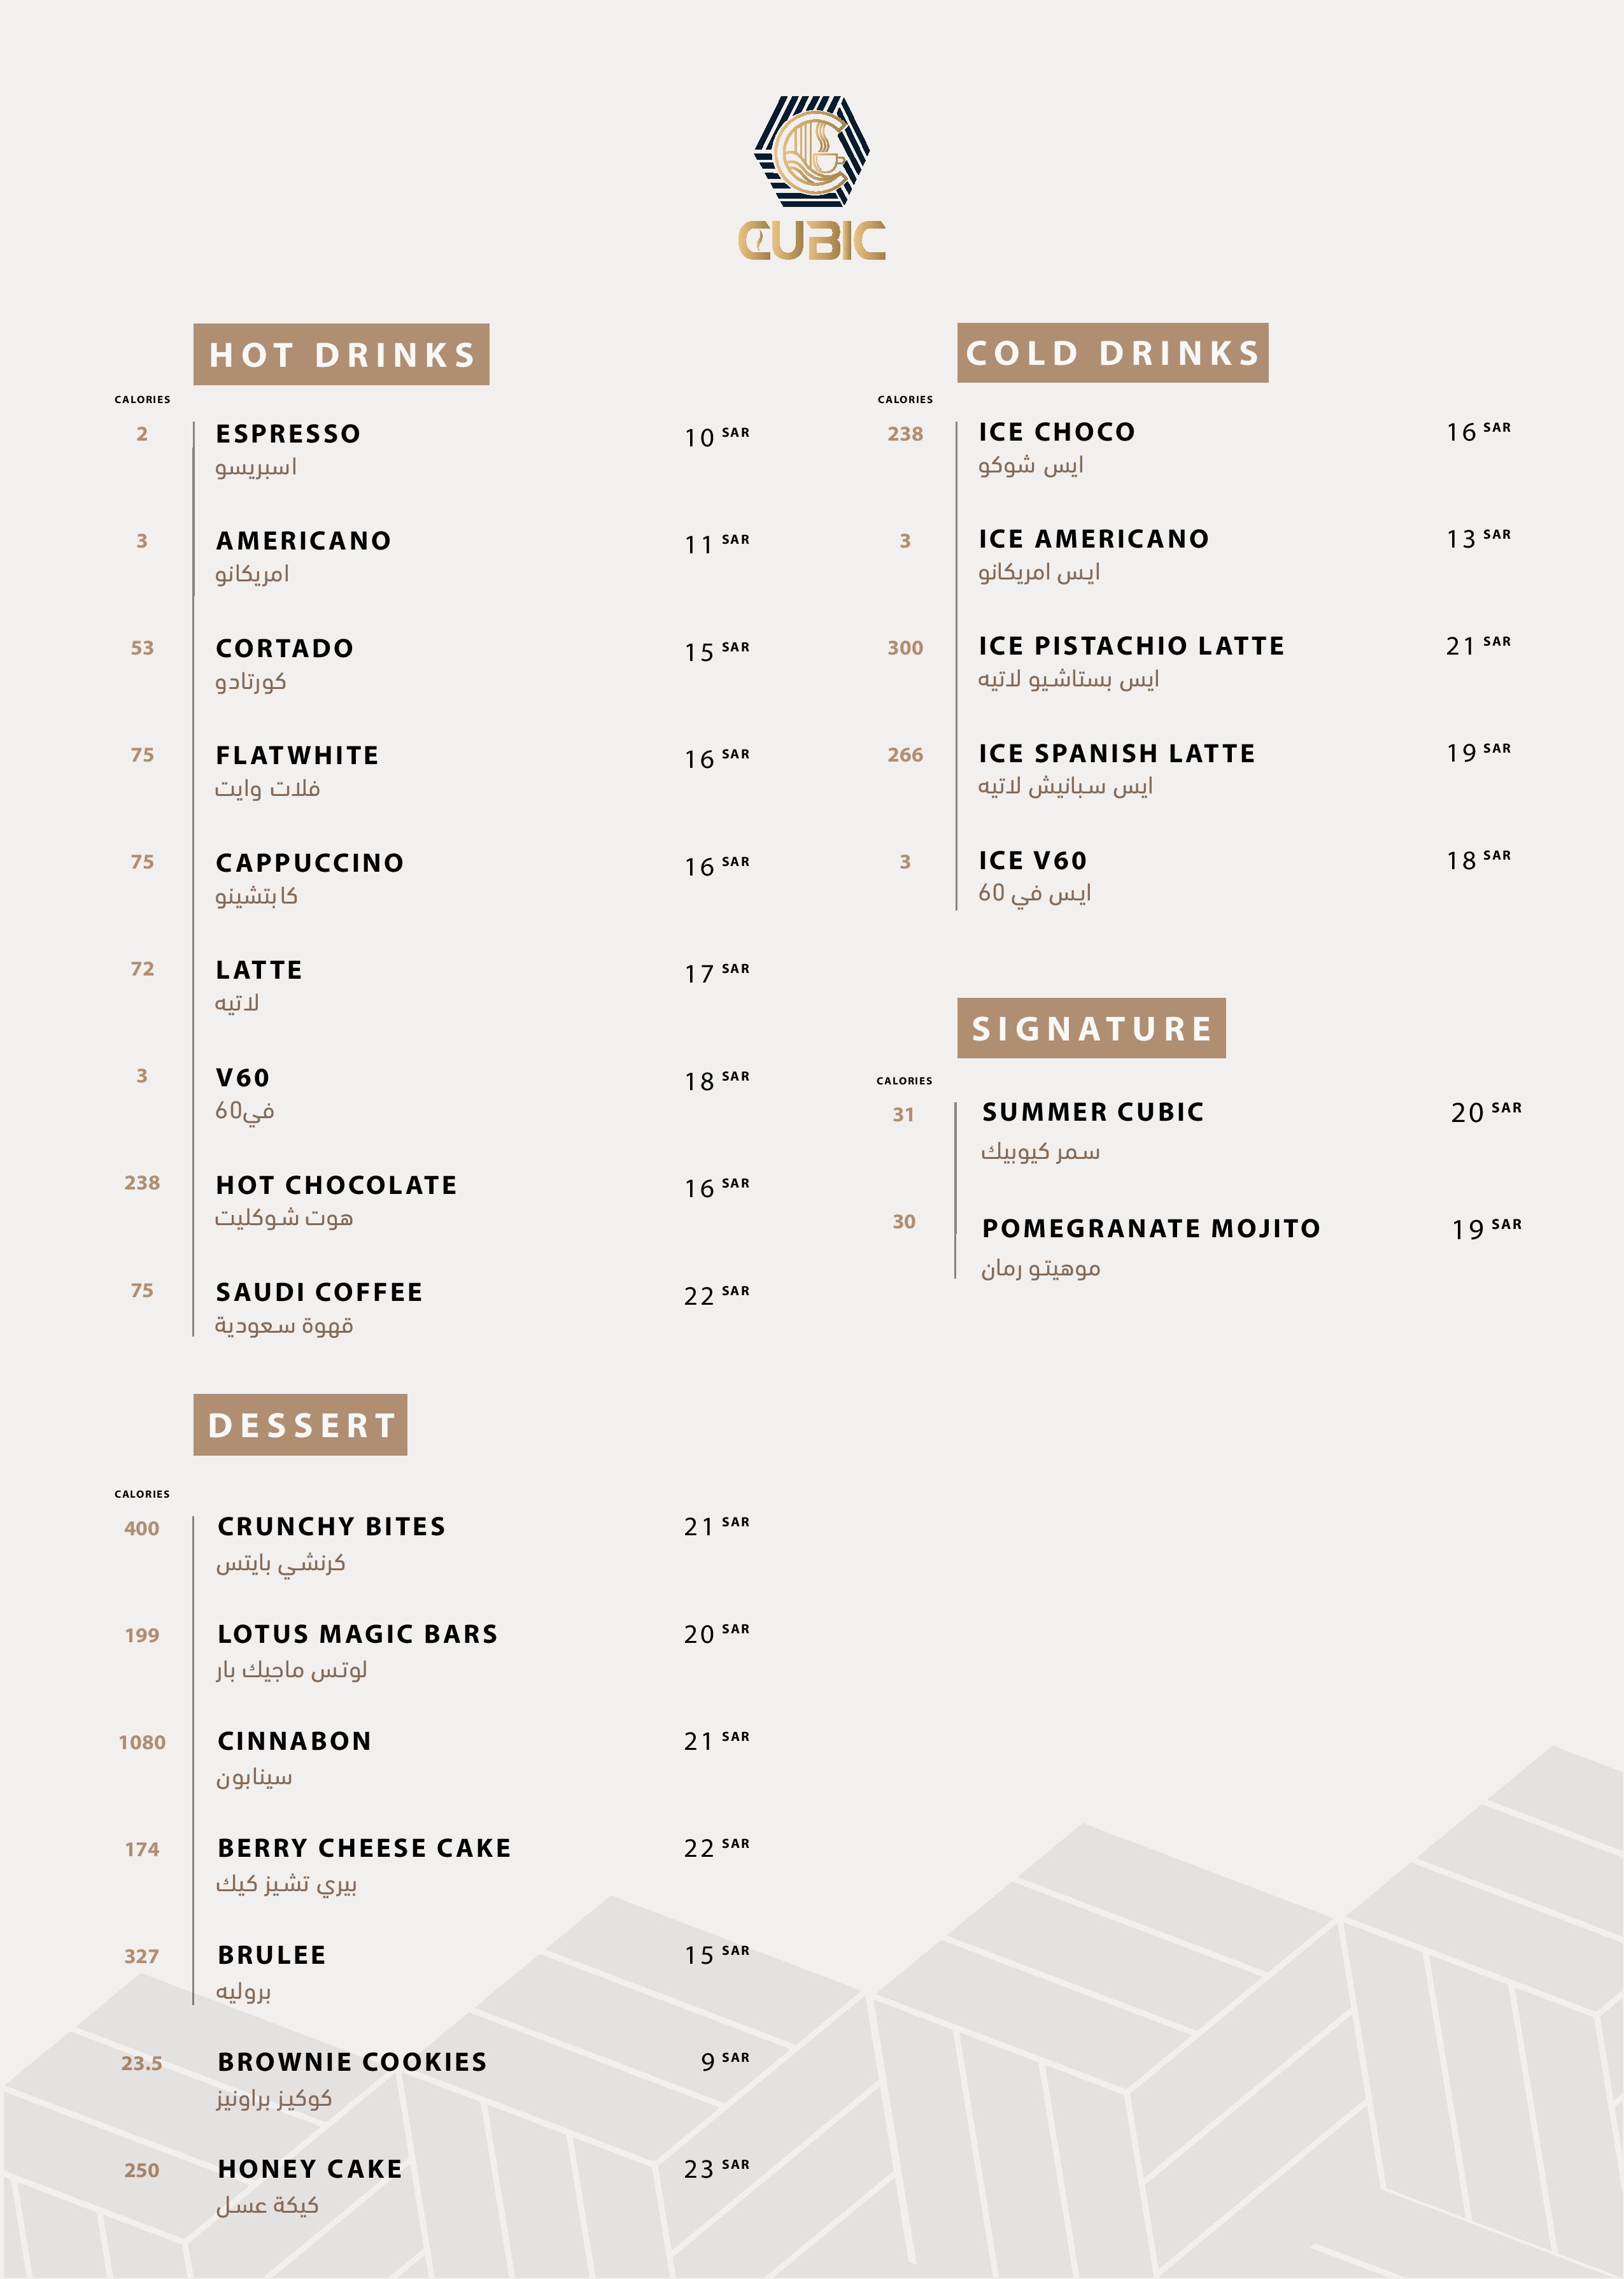 CUBIC
HOT DRINKS
CALORIES
2 ESPRESSO 10 SAR
اسبريسو
3 AMERICANO 11 SAR
امريكانو
53 CORTADO 15 SAR
كورتادو
75 FLATWHITE 16 SAR
فلات وايت
75 CAPPUCCINO 16 SAR
كابتشينو
72 LATTE 17 SAR
لاتيه
3 V60 18 SAR
في60
238 HOT CHOCOLATE 16 SAR
هوت شوكليت
75 SAUDI COFFEE 22 SAR
قهوة سعودية
DESSERT
CALORIES
400 CRUNCHY BITES 21 SAR
كرنشي بايتس
199 LOTUS MAGIC BARS 20 SAR
لوتس ماجيك بار
1080 CINNABON 21 SAR
سينابون
174 BERRY CHEESE CAKE 22 SAR
بيري تشيز كيك
327 BRULEE 15 SAR
بروليه
23.5 BROWNIE COOKIES 9 SAR
كوكيز براونيز
250 HONEY CAKE 23 SAR
كيكة عسل
COLD DRINKS
CALORIES
238 ICE CHOCO 16 SAR
ايس شوكو
3 ICE AMERICANO 13 SAR
ايس امريكانو
300 ICE PISTACHIO LATTE 21 SAR
ايس بستاشيو لاتيه
266 ICE SPANISH LATTE 19 SAR
ايس سبانيش لاتيه
3 ICE V60 18 SAR
ايس في 60
SIGNATURE
CALORIES
31 SUMMER CUBIC 20 SAR
سمر كيوبيك
30 POMEGRANATE MOJITO 19 SAR
موهيتو رمان